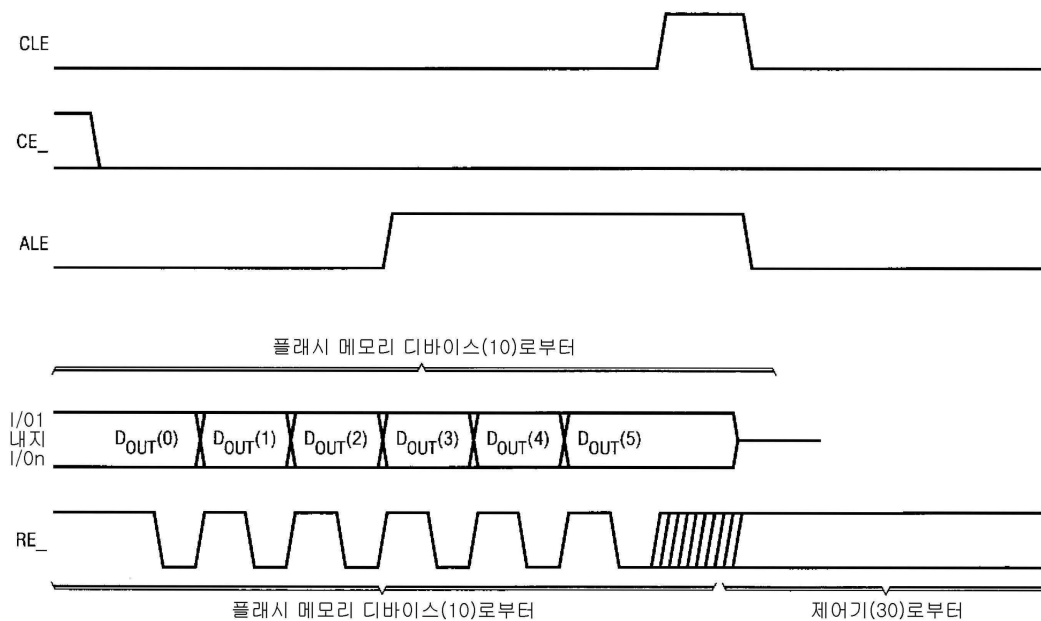 CLE
CE_
ALE
플래시 메모리 디바이스(10)로부터
I/O1
내지
I/On
DOUT(0) DOUT(1) DOUT(2) DOUT(3) DOUT(4) DOUT(5)
RE_
플래시 메모리 디바이스(10)로부터 제어기(30)로부터